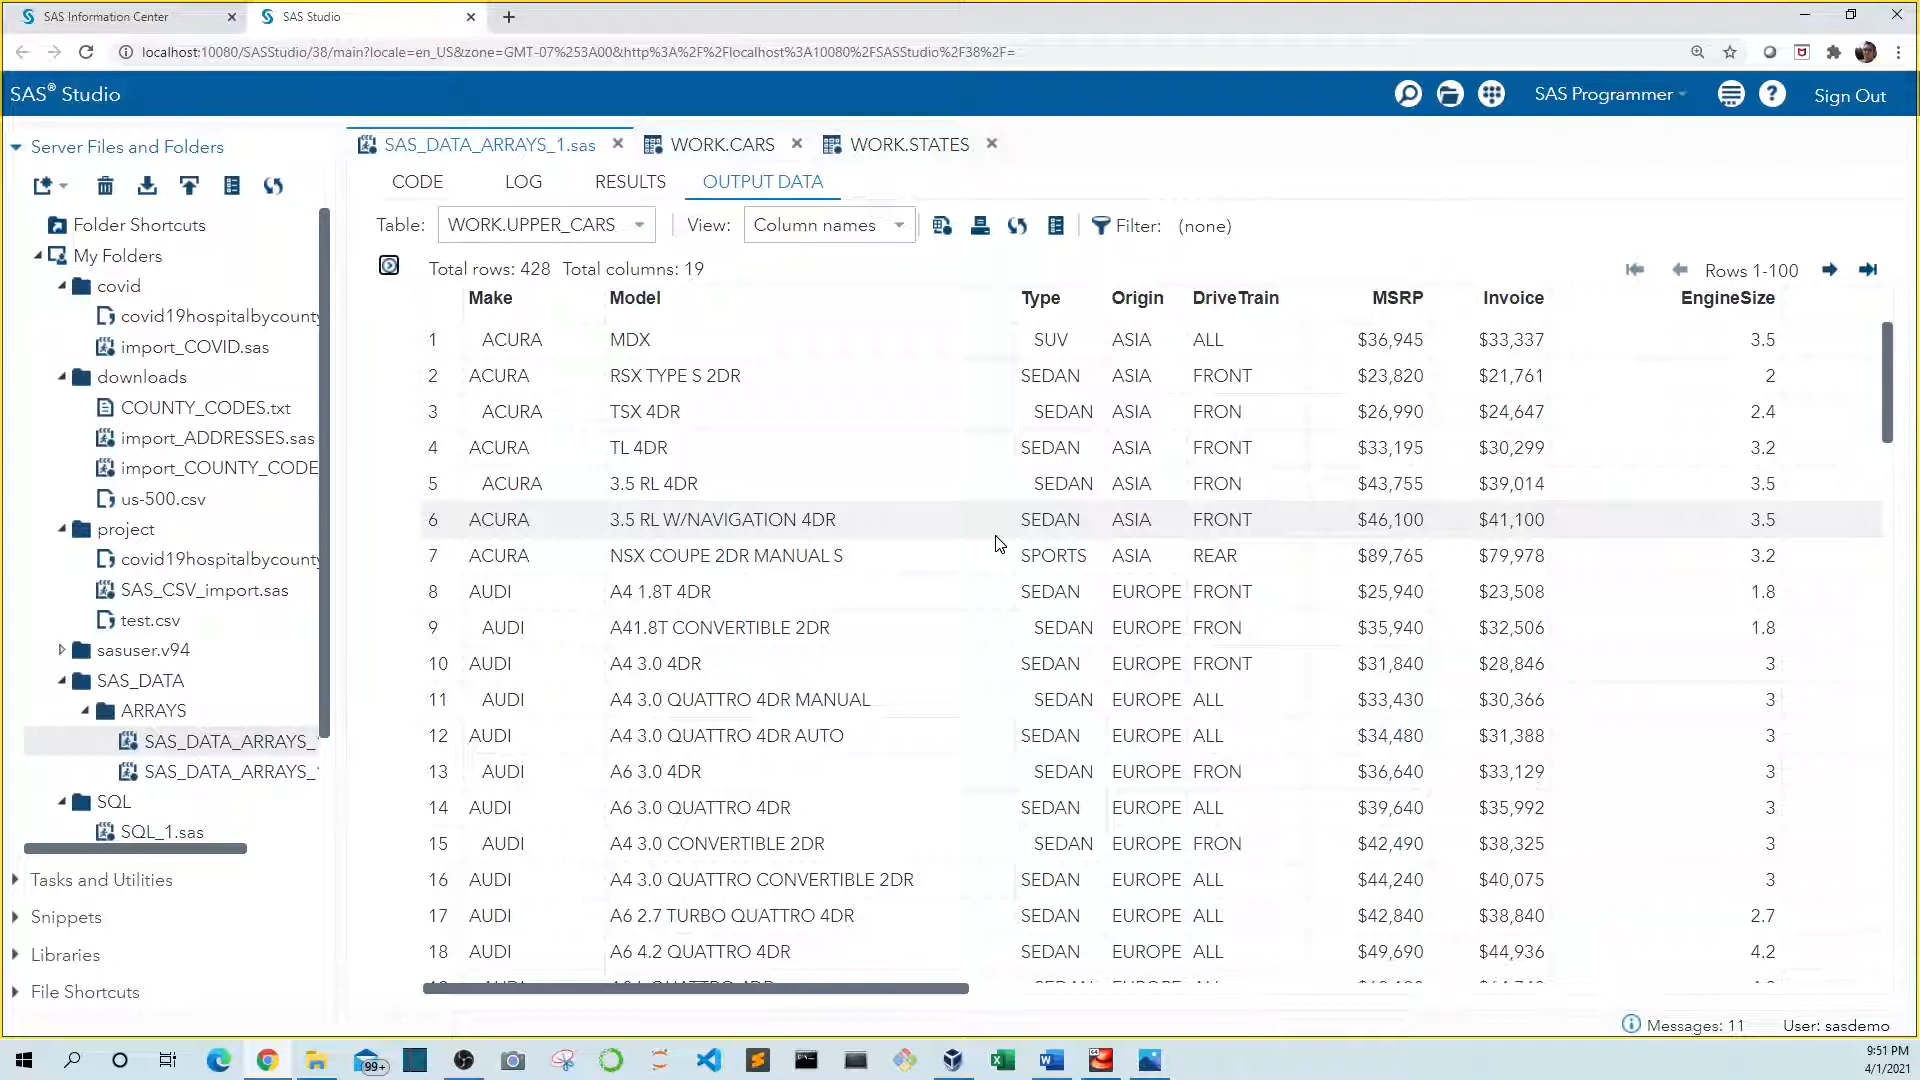 SAS Information Center
SAS Studio
localhost:10080/SASStudio/38/main?locale=en_US&zone=GMT-07%253A00&http%3A%2F%2Flocalhost%3A10080%2FSASStudio%2F38%2F=
SAS® Studio
SAS Programmer
Sign Out
Server Files and Folders
Folder Shortcuts
My Folders
covid
covid19hospitalbycounty
import_COVID.sas
downloads
COUNTY_CODES.txt
import_ADDRESSES.sas
import_COUNTY_CODE
us-500.csv
project
covid19hospitalbycounty
SAS_CSV_import.sas
test.csv
sasuser.v94
SAS_DATA
ARRAYS
SAS_DATA_ARRAYS_
SAS_DATA_ARRAYS_
SQL
SQL_1.sas
Tasks and Utilities
Snippets
Libraries
File Shortcuts
SAS_DATA_ARRAYS_1.sas
WORK.CARS
WORK.STATES
CODE LOG RESULTS OUTPUT DATA
Table: WORK.UPPER_CARS View: Column names Filter: (none)
Total rows: 428 Total columns: 19
Rows 1-100
Make Model Type Origin DriveTrain MSRP Invoice EngineSize
1 ACURA MDX SUV ASIA ALL $36,945 $33,337 3.5
2 ACURA RSX TYPE S 2DR SEDAN ASIA FRONT $23,820 $21,761 2
3 ACURA TSX 4DR SEDAN ASIA FRON $26,990 $24,647 2.4
4 ACURA TL 4DR SEDAN ASIA FRONT $33,195 $30,299 3.2
5 ACURA 3.5 RL 4DR SEDAN ASIA FRON $43,755 $39,014 3.5
6 ACURA 3.5 RL W/NAVIGATION 4DR SEDAN ASIA FRONT $46,100 $41,100 3.5
7 ACURA NSX COUPE 2DR MANUAL S SPORTS ASIA REAR $89,765 $79,978 3.2
8 AUDI A4 1.8T 4DR SEDAN EUROPE FRONT $25,940 $23,508 1.8
9 AUDI A41.8T CONVERTIBLE 2DR SEDAN EUROPE FRON $35,940 $32,506 1.8
10 AUDI A4 3.0 4DR SEDAN EUROPE FRONT $31,840 $28,846 3
11 AUDI A4 3.0 QUATTRO 4DR MANUAL SEDAN EUROPE ALL $33,430 $30,366 3
12 AUDI A4 3.0 QUATTRO 4DR AUTO SEDAN EUROPE ALL $34,480 $31,388 3
13 AUDI A6 3.0 4DR SEDAN EUROPE FRON $36,640 $33,129 3
14 AUDI A6 3.0 QUATTRO 4DR SEDAN EUROPE ALL $39,640 $35,992 3
15 AUDI A4 3.0 CONVERTIBLE 2DR SEDAN EUROPE FRON $42,490 $38,325 3
16 AUDI A4 3.0 QUATTRO CONVERTIBLE 2DR SEDAN EUROPE ALL $44,240 $40,075 3
17 AUDI A6 2.7 TURBO QUATTRO 4DR SEDAN EUROPE ALL $42,840 $38,840 2.7
18 AUDI A6 4.2 QUATTRO 4DR SEDAN EUROPE ALL $49,690 $44,936 4.2
Messages: 11
User: sasdemo
99+
9:51 PM
4/1/2021